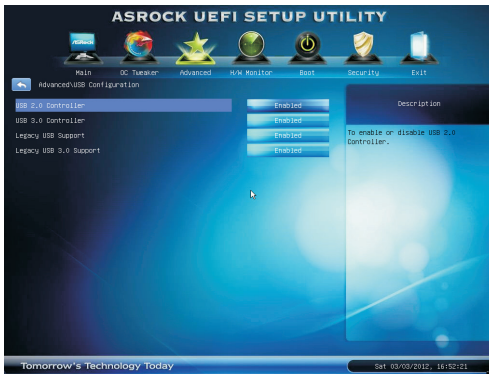 ASROCK UEFI SETUP UTILITY
ASRock
Main OC Tweaker Advanced H/W Monitor Boot Security Exit
Advanced\USB Configuration
USB 2.0 Controller Enabled
USB 3.0 Controller Enabled
Legacy USB Support Enabled
Legacy USB 3.0 Support Enabled
Description
To enable or disable USB 2.0
Controller.
Tomorrow's Technology Today
Sat 03/03/2012, 16:52:21